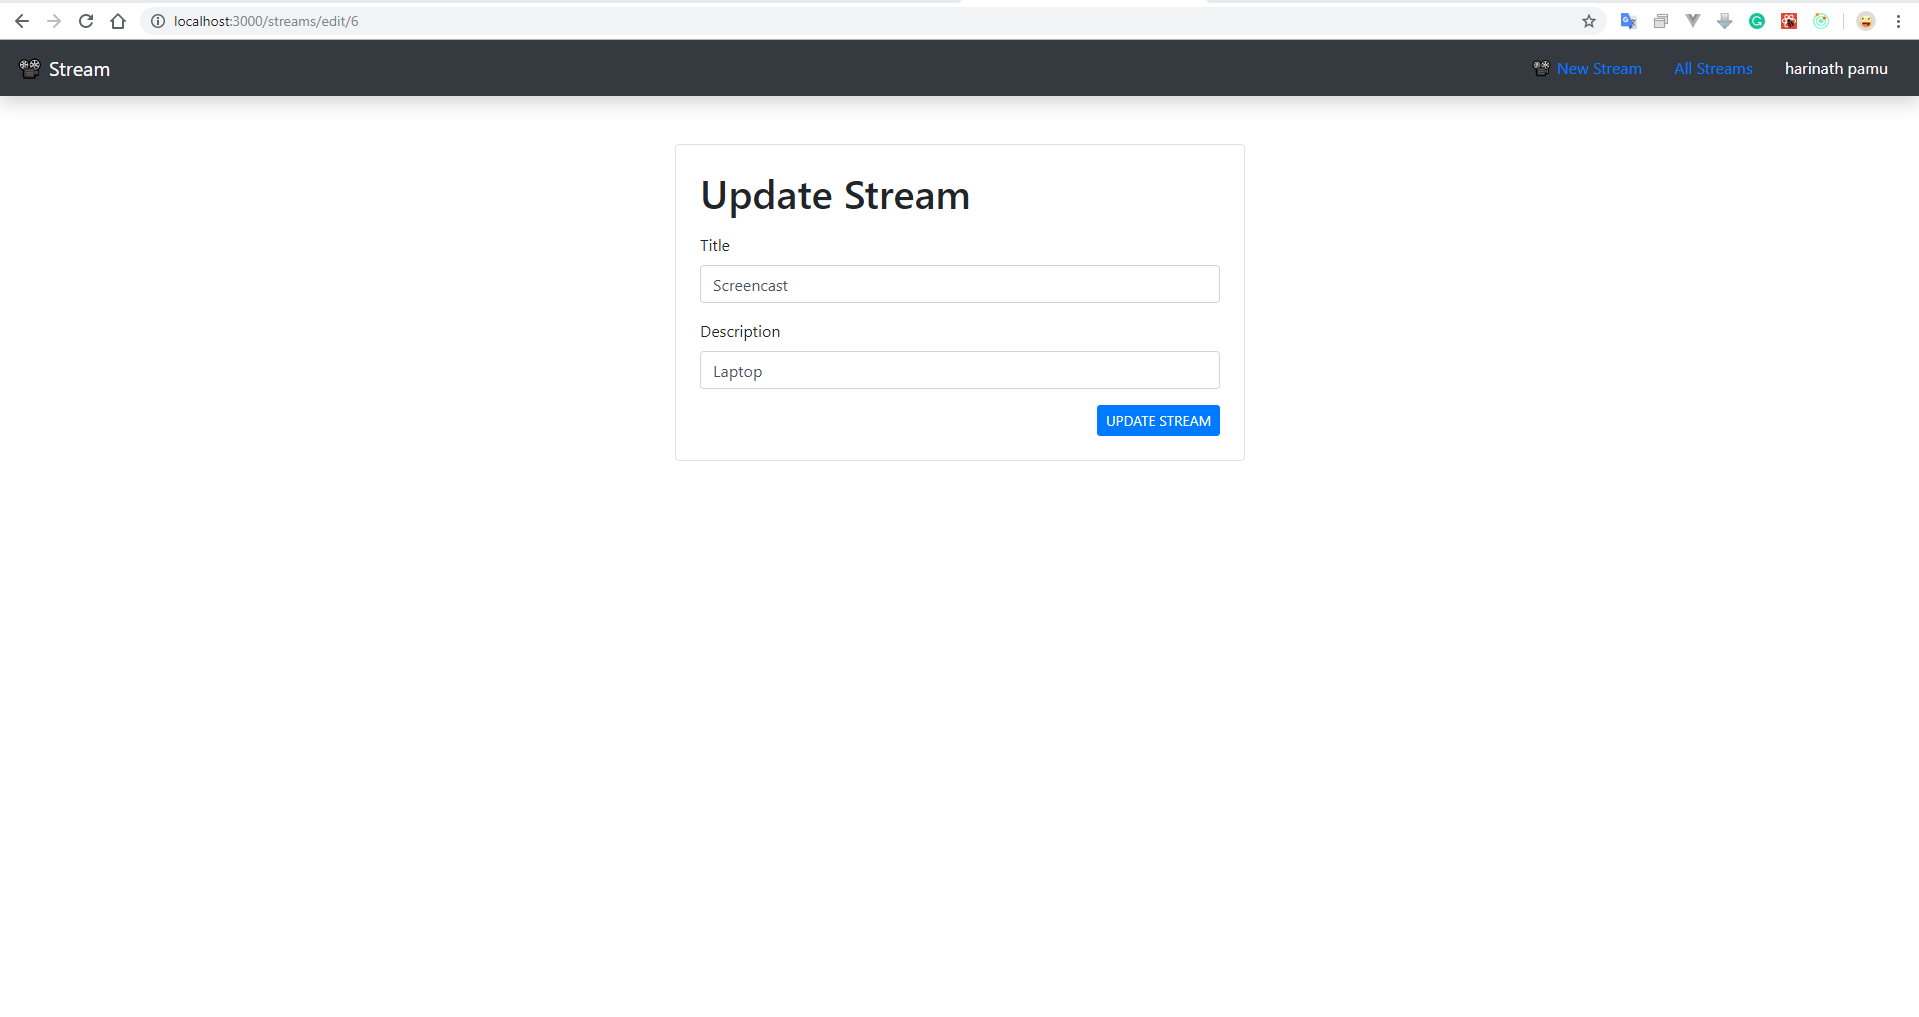 localhost:3000/streams/edit/6
Stream
New Stream
All Streams
harinath pamu
Update Stream
Title
Screencast
Description
Laptop
UPDATE STREAM